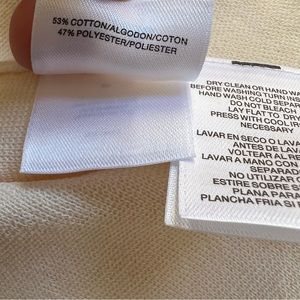 53% COTTON/ALGODON/COTON
47% POLYESTER/POLIESTER
DRY CLEAN OR HAND WA
BEFORE WASHING TURN INSI
HAND WASH COLD SEPAR
DO NOT BLEACH
LAY FLAT TO DRY
PRESS WITH COOL IRO
NECESSARY
LAVAR EN SECO O LAVA
ANTES DE LAVA
VOLTEAR AL RE
LAVAR A MANO CON
SEPARAD
NO UTILIZAR C
ESTIRE SOBRE S
PLANA PARA
PLANCHA FRIA SI F